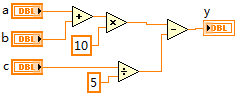 a DBL + × - y
b DBL 10 DBL
c DBL ÷
5